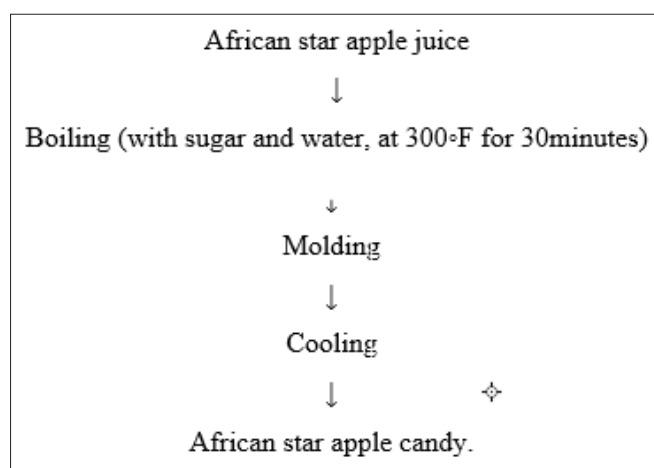 African star apple juice
↓
Boiling (with sugar and water, at 300∘F for 30minutes)
↓
Molding
↓
Cooling
↓
African star apple candy.